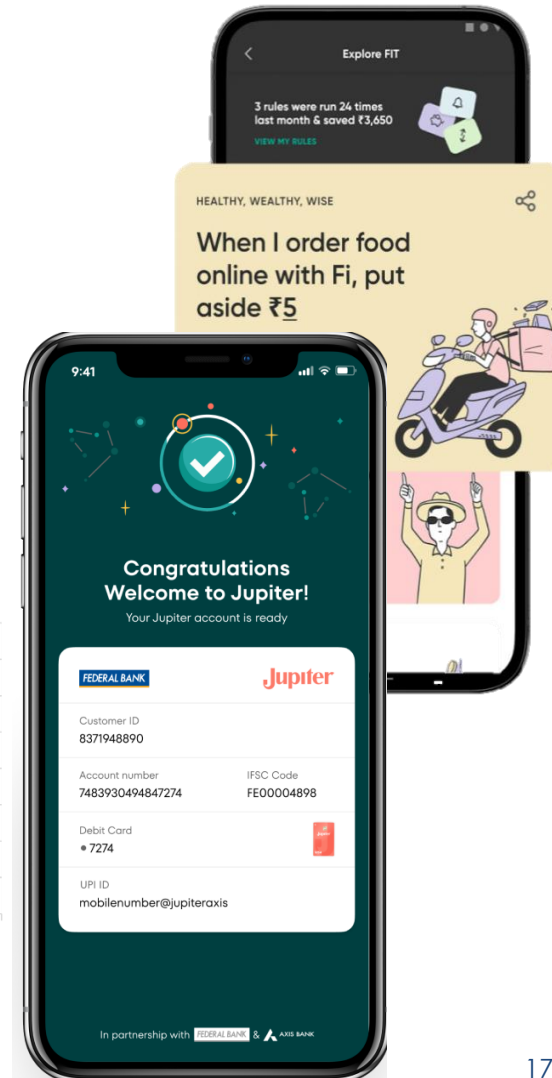 Explore FIT
3 rules were run 24 times
last month & saved ₹3,650
VIEW MY RULES
HEALTHY, WEALTHY, WISE
When I order food
online with Fi, put
aside ₹5
9:41
Congratulations
Welcome to Jupiter!
Your Jupiter account is ready
FEDERAL BANK
Jupiter
Customer ID
8371948890
Account number
IFSC Code
7483930494847274
FE00004898
Debit Card
7274
UPI ID
mobilenumber@jupiteraxis
In partnership with FEDERAL BANK & AXIS BANK
17